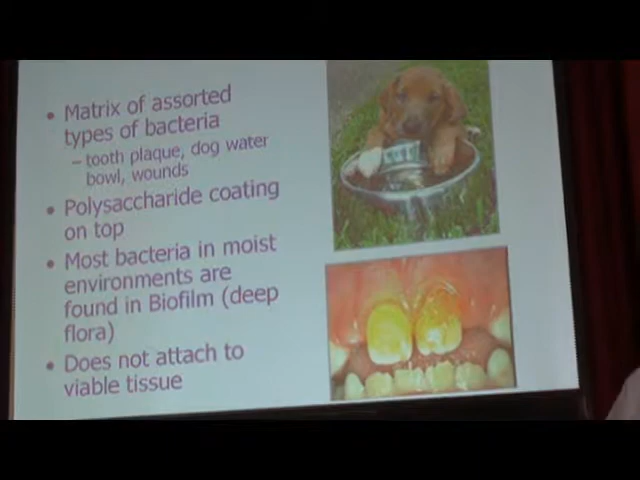 • Matrix of assorted
types of bacteria
– tooth plaque, dog water
bowl, wounds
• Polysaccharide coating
on top
• Most bacteria in moist
environments are
found in Biofilm (deep
flora)
• Does not attach to
viable tissue